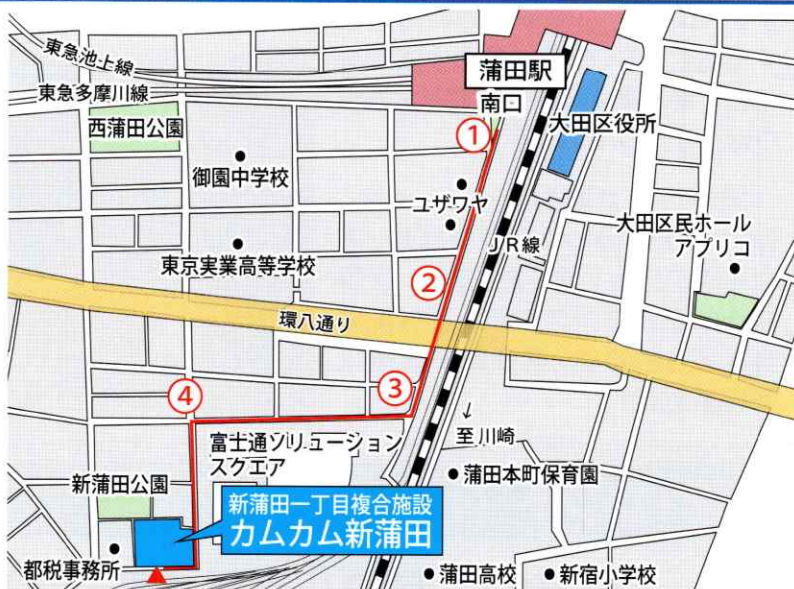 東急池上線
東急多摩川線
西蒲田公園
御園中学校
東京実業高等学校
蒲田駅
南口
①
ユザワヤ
大田区役所
JR線
大田区民ホール
アプリコ
②
環八通り
③
④
至川崎
富士通ソリューション
スクエア
蒲田本町保育園
新蒲田公園
新蒲田一丁目複合施設
カムカム新蒲田
都税事務所
蒲田高校
新宿小学校